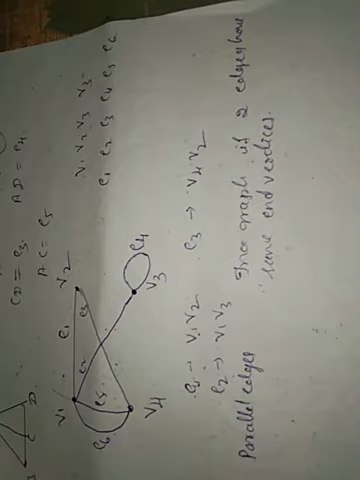 CD = e3.
AD = e4.
AC = e5
V1 V2 V3 V3
e1 e2 e3 e4 e5 e6
V1
e1
V2
e2
e3
e6
e5
V4
V3
e4
e1 → V1 V2
e3 → V4 V2
e2 → V1 V3
Parallel edges
In a graph if 2 edges have
same end vertices.